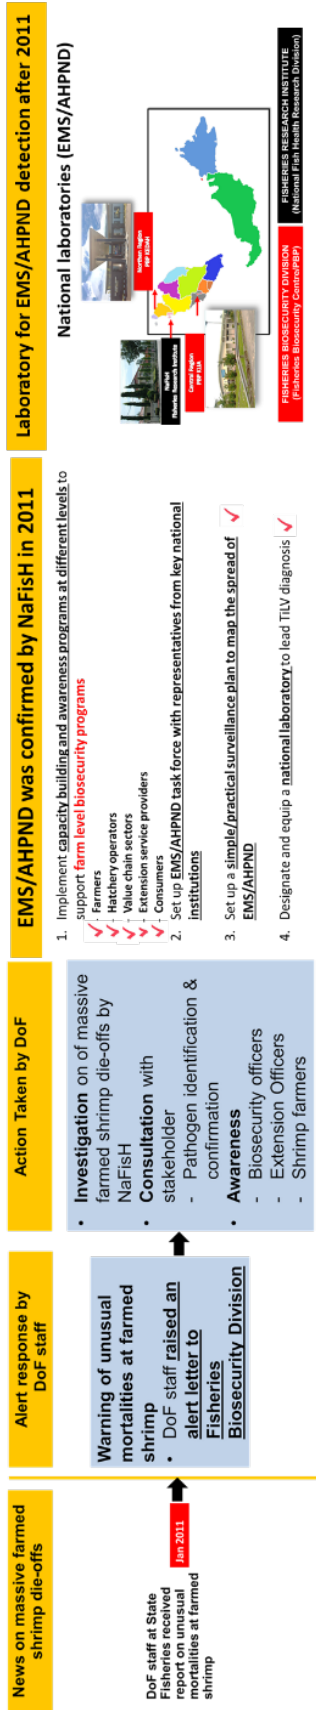 News on massive farmed
shrimp die-offs
DoF staff at State
Fisheries received
report on unusual
mortalities at farmed
shrimp
Jan 2011
Alert response by
DoF staff
Warning of unusual
mortalities at farmed
shrimp
• DoF staff raised an
alert letter to
Fisheries
Biosecurity Division
Action Taken by DoF
• Investigation on of massive
farmed shrimp die-offs by
NaFisH
• Consultation with
stakeholder
- Pathogen identification &
confirmation
• Awareness
- Biosecurity officers
- Extension Officers
- Shrimp farmers
EMS/AHPND was confirmed by NaFisH in 2011
1. Implement capacity building and awareness programs at different levels to
support farm level biosecurity programs
- Farmers
- Hatchery operators
- Value chain sectors
- Extension service providers
- Consumers
2. Set up EMS/AHPND task force with representatives from key national
institutions
3. Set up a simple/practical surveillance plan to map the spread of
EMS/AHPND
4. Designate and equip a national laboratory to lead TiLV diagnosis
Laboratory for EMS/AHPND detection after 2011
National laboratories (EMS/AHPND)
Northern Region
PBP KEDAH
NaFisH
Fisheries Research Institute
Central Region
PBP KLIA
FISHERIES BIOSECURITY DIVISION
(Fisheries Biosecurity Centre/PBP)
FISHERIES RESEARCH INSTITUTE
(National Fish Health Research Division)